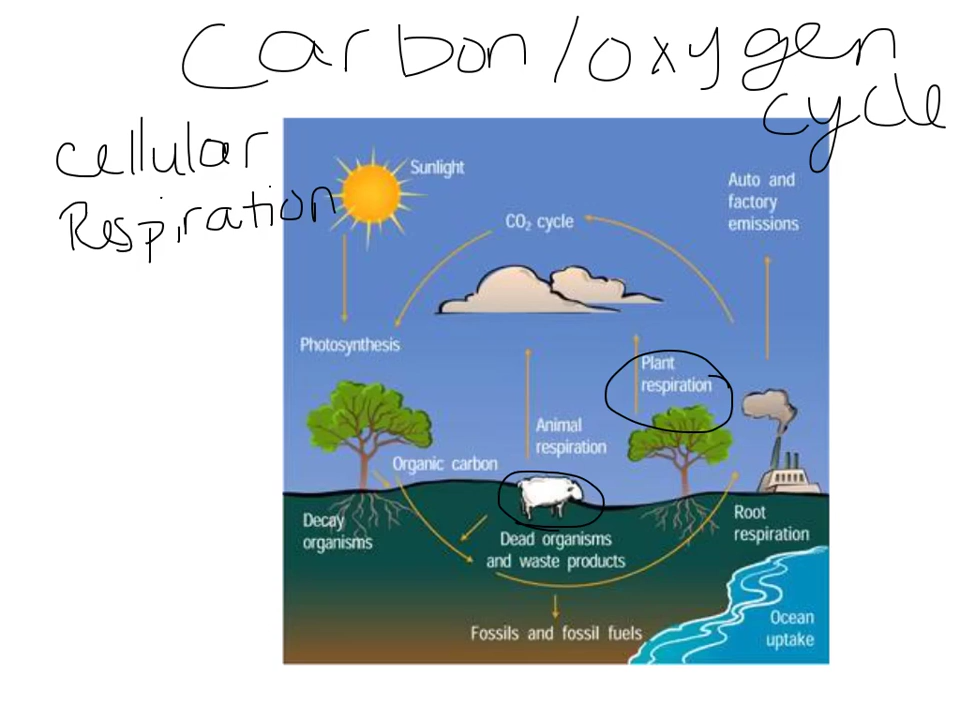 Carbon/oxygen
cycle
cellular
Respiration
Sunlight
Auto and
factory
emissions
CO₂ cycle
Photosynthesis
Plant
respiration
Animal
respiration
Organic carbon
Decay
organisms
Dead organisms
and waste products
Root
respiration
Fossils and fossil fuels
Ocean
uptake